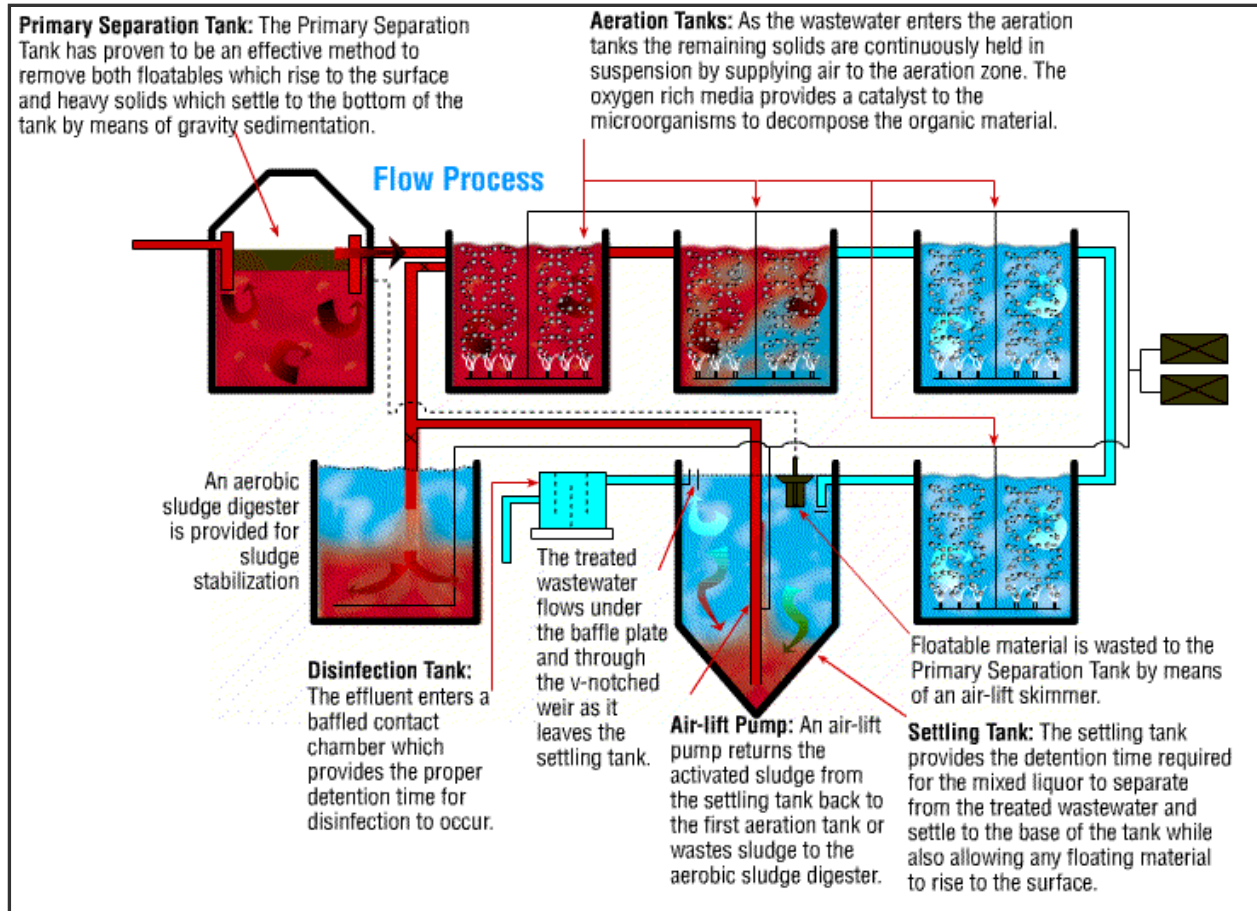 Primary Separation Tank: The Primary Separation
Tank has proven to be an effective method to
remove both floatables which rise to the surface
and heavy solids which settle to the bottom of the
tank by means of gravity sedimentation.
Aeration Tanks: As the wastewater enters the aeration
tanks the remaining solids are continuously held in
suspension by supplying air to the aeration zone. The
oxygen rich media provides a catalyst to the
microorganisms to decompose the organic material.
Flow Process
An aerobic
sludge digester
is provided for
sludge
stabilization
Disinfection Tank:
The effluent enters a
baffled contact
chamber which
provides the proper
detention time for
disinfection to occur.
The treated
wastewater
flows under
the baffle plate
and through
the v-notched
weir as it
leaves the
settling tank.
Air-lift Pump: An air-lift
pump returns the
activated sludge from
the settling tank back to
the first aeration tank or
wastes sludge to the
aerobic sludge digester.
Floatable material is wasted to the
Primary Separation Tank by means
of an air-lift skimmer.
Settling Tank: The settling tank
provides the detention time required
for the mixed liquor to separate
from the treated wastewater and
settle to the base of the tank while
also allowing any floating material
to rise to the surface.